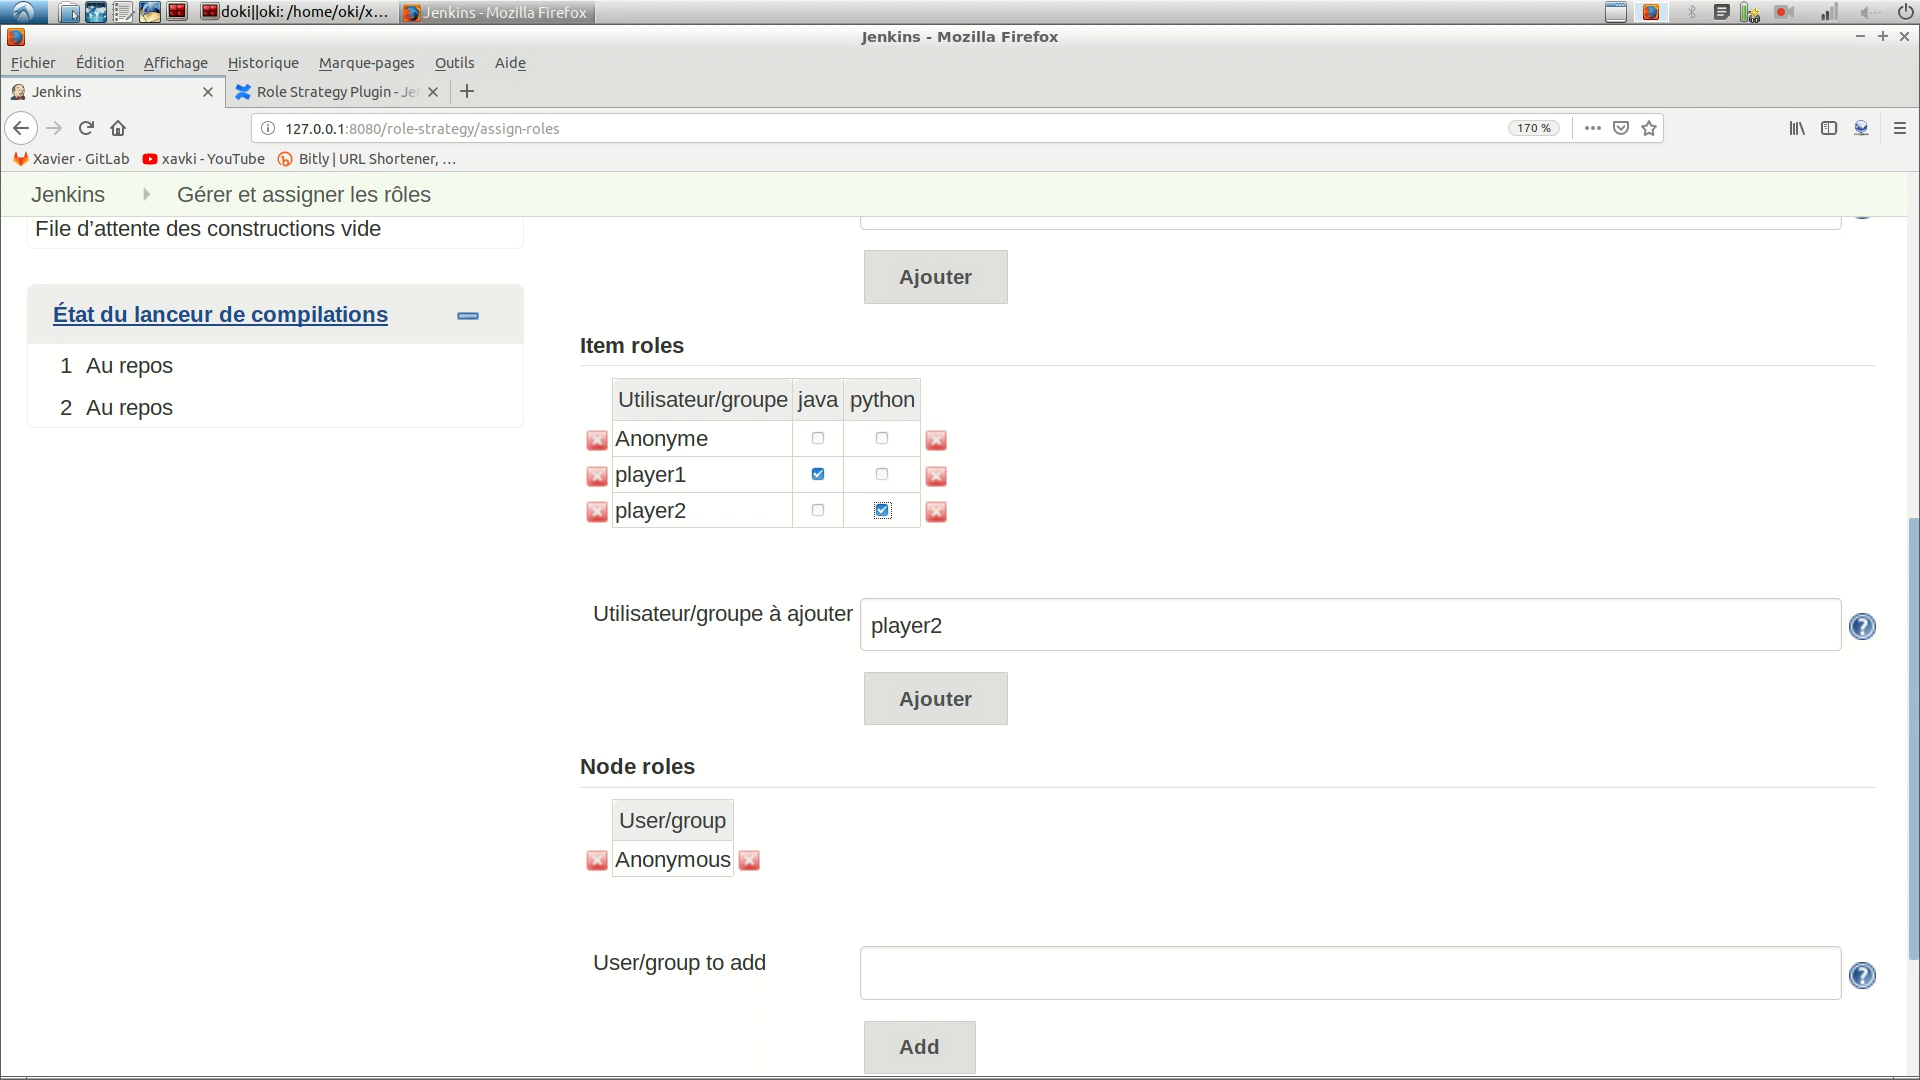 doki||oki: /home/oki/x...
Jenkins - Mozilla Firefox
Jenkins - Mozilla Firefox
Fichier Édition Affichage Historique Marque-pages Outils Aide
Jenkins
Role Strategy Plugin - Je
127.0.0.1:8080/role-strategy/assign-roles
170 %
Xavier · GitLab
xavki - YouTube
Bitly | URL Shortener, ...
Jenkins
Gérer et assigner les rôles
File d’attente des constructions vide
État du lanceur de compilations
1 Au repos
2 Au repos
Ajouter
Item roles
Utilisateur/groupe java python
Anonyme
player1
player2
Utilisateur/groupe à ajouter
player2
Ajouter
Node roles
User/group
Anonymous
User/group to add
Add